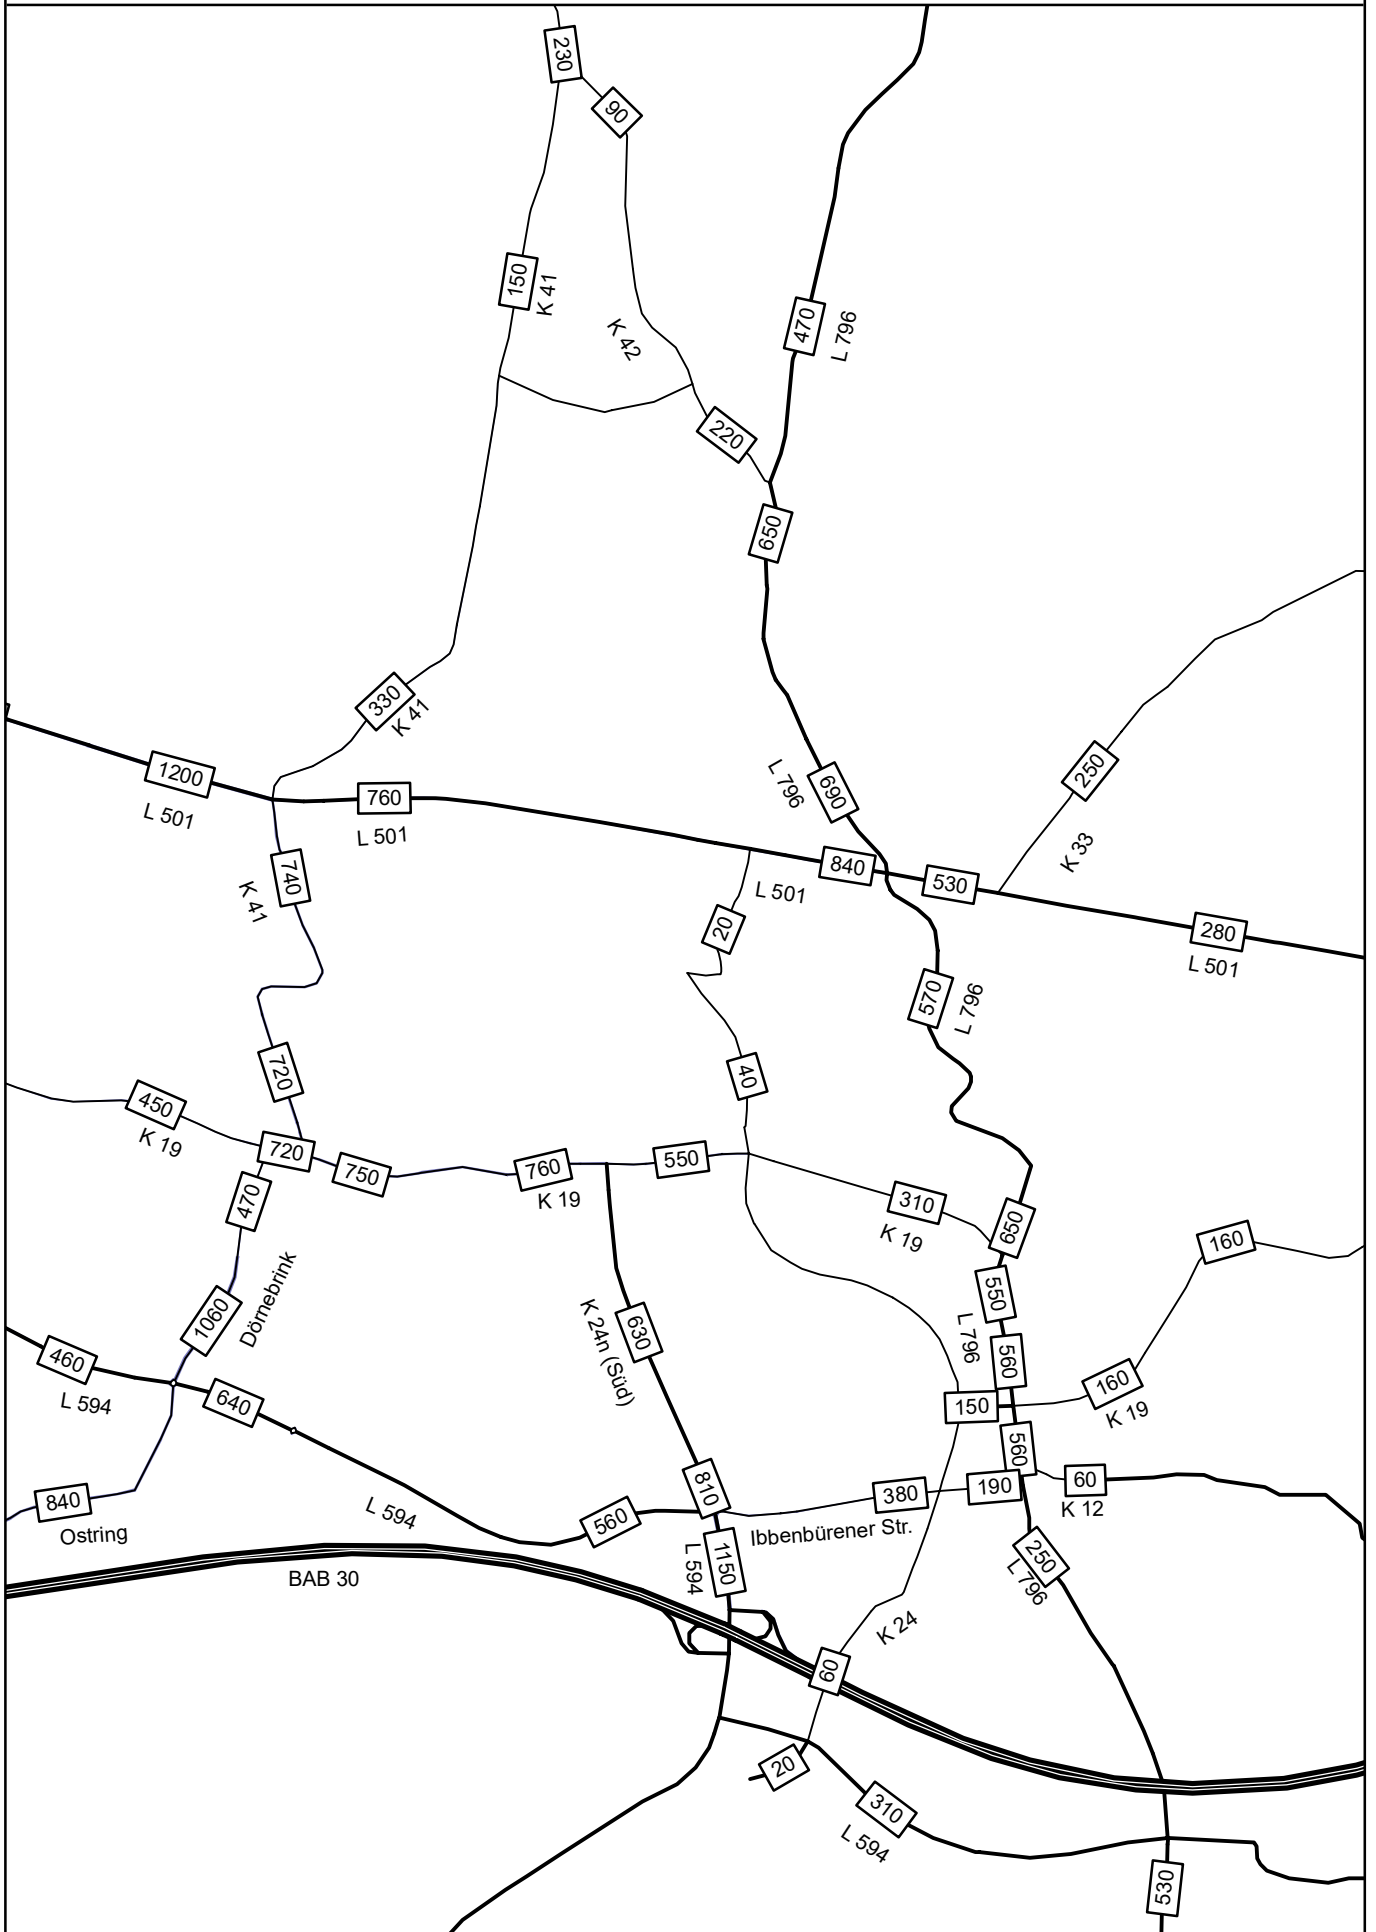 230
90
150
K 41
K 42
470
L 796
220
650
330
K 41
1200
L 501
760
L 501
L 796
690
250
K 33
840
530
L 501
280
L 501
740
K 41
20
570
L 796
720
40
450
K 19
720
750
760
K 19
550
470
310
K 19
650
160
1060
Dörnebrink
550
L 796
560
K 24n (Süd)
630
460
L 594
640
150
160
K 19
560
810
190
60
K 12
380
840
Ostring
L 594
560
Ibbenbürener Str.
L 594
1150
250
L 796
BAB 30
K 24
60
20
310
L 594
530